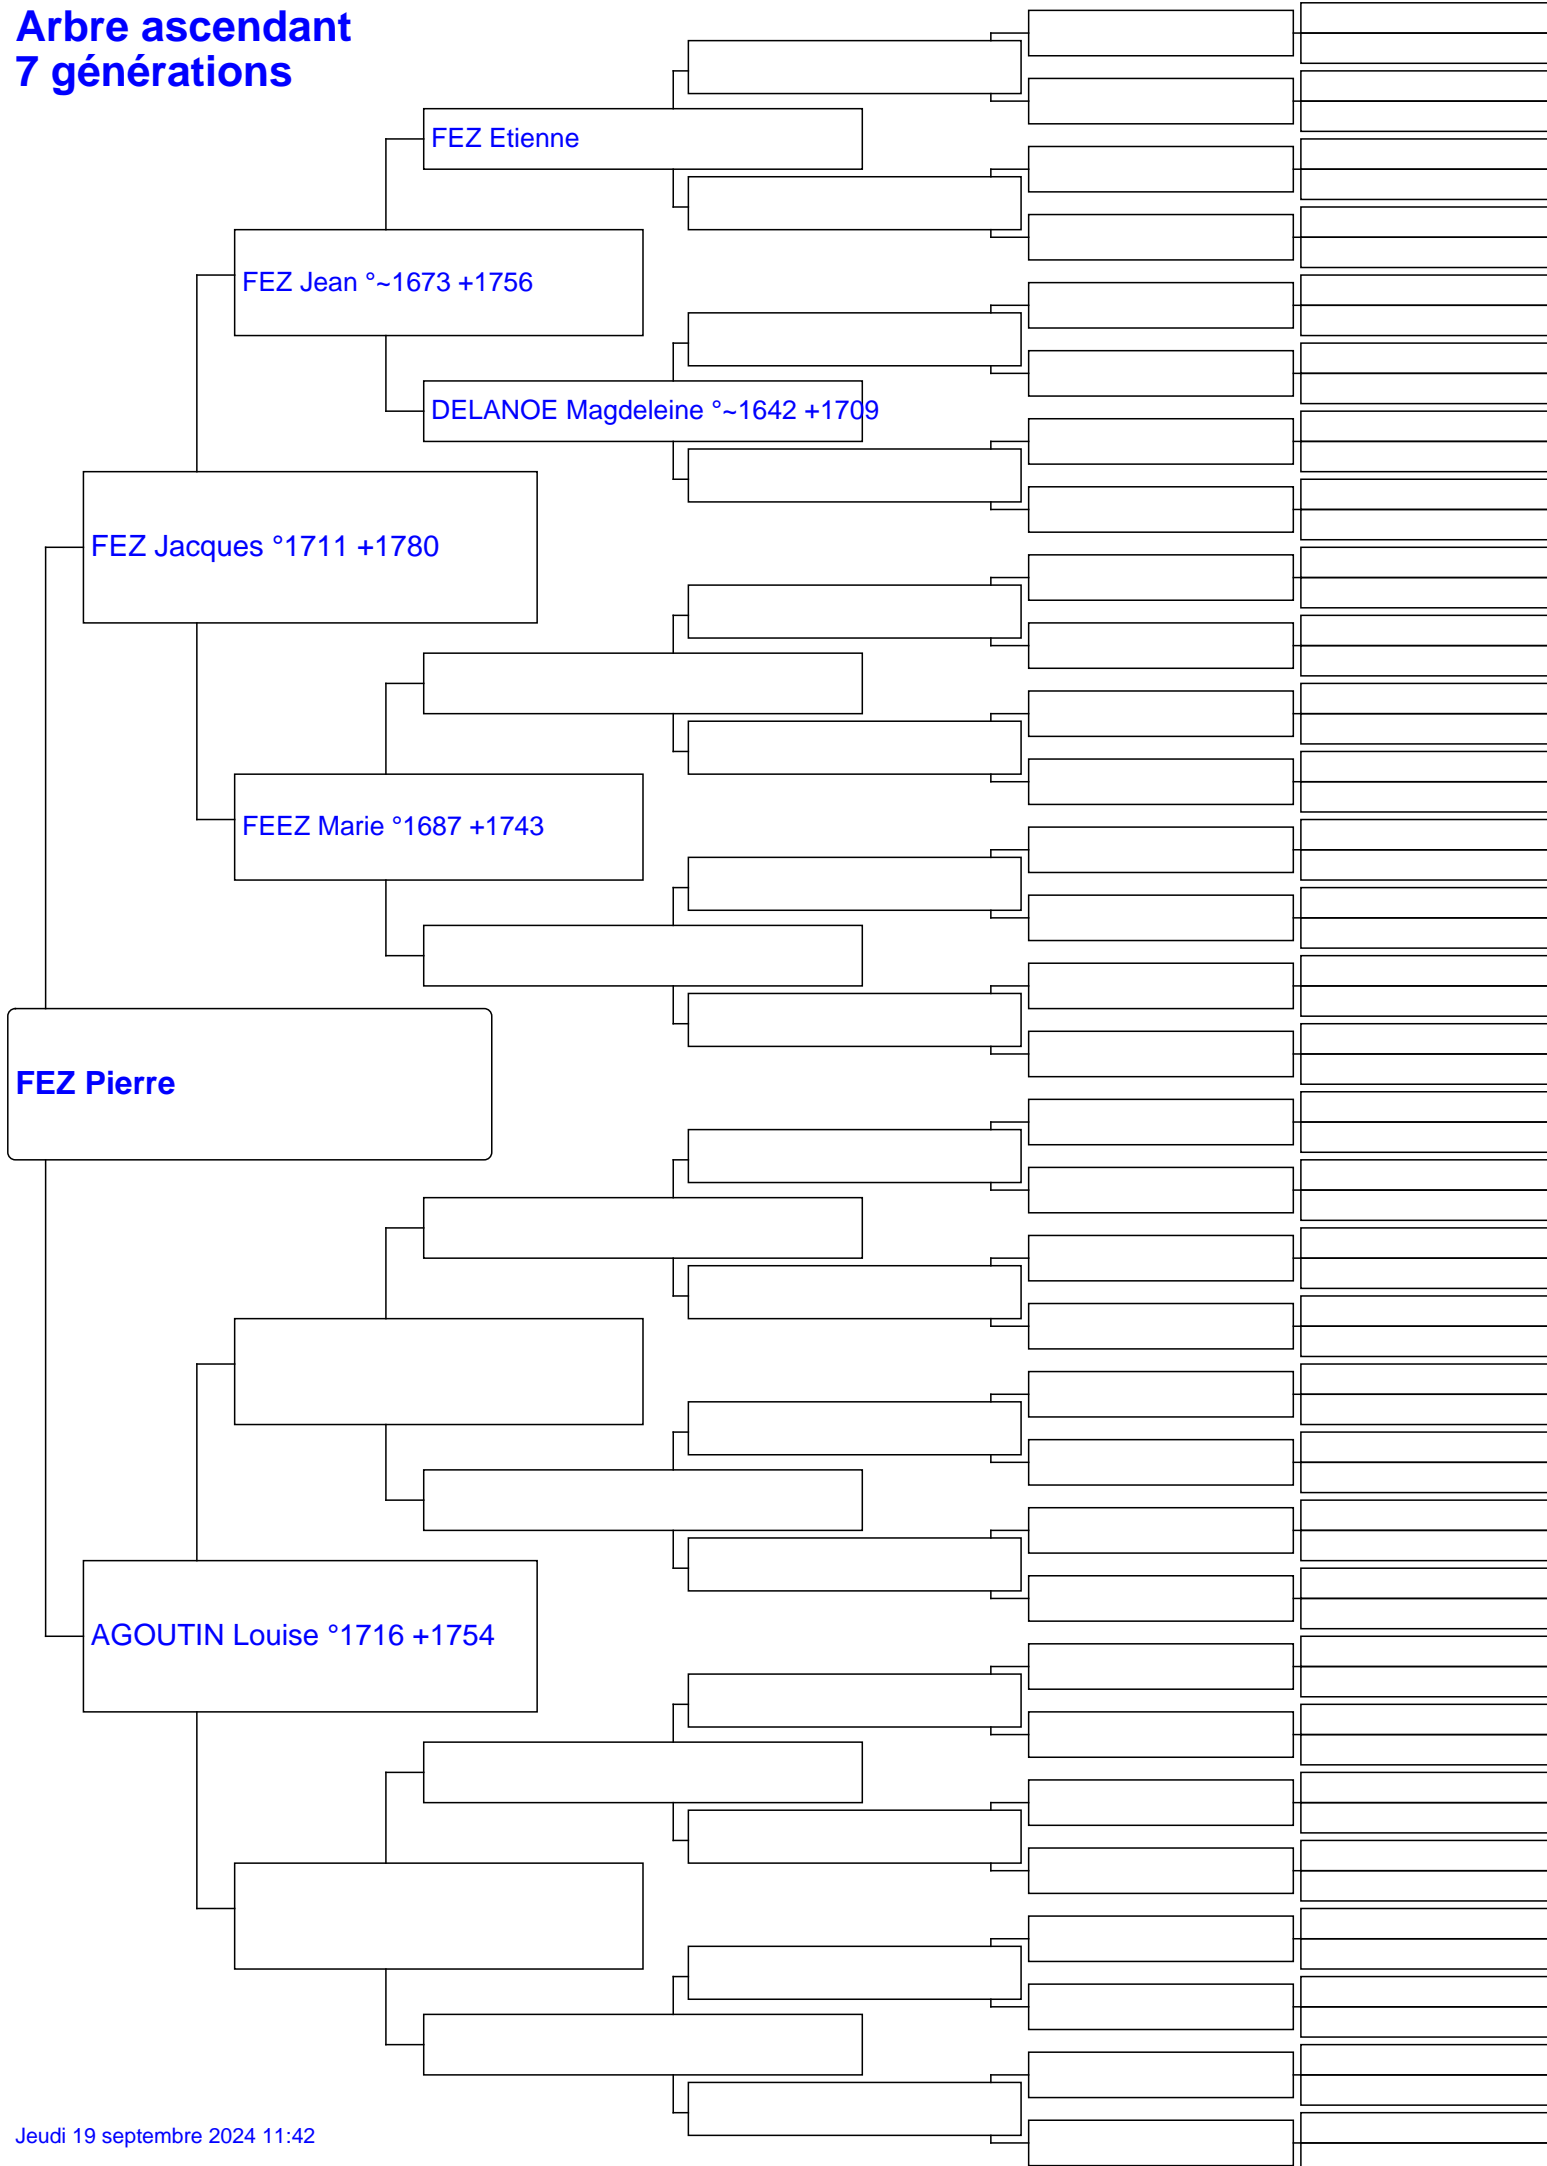 Arbre ascendant
7 générations
FEZ Etienne
FEZ Jean °~1673 +1756
DELANOE Magdeleine °~1642 +1709
FEZ Jacques °1711 +1780
FEEZ Marie °1687 +1743
FEZ Pierre
AGOUTIN Louise °1716 +1754
Jeudi 19 septembre 2024 11:42